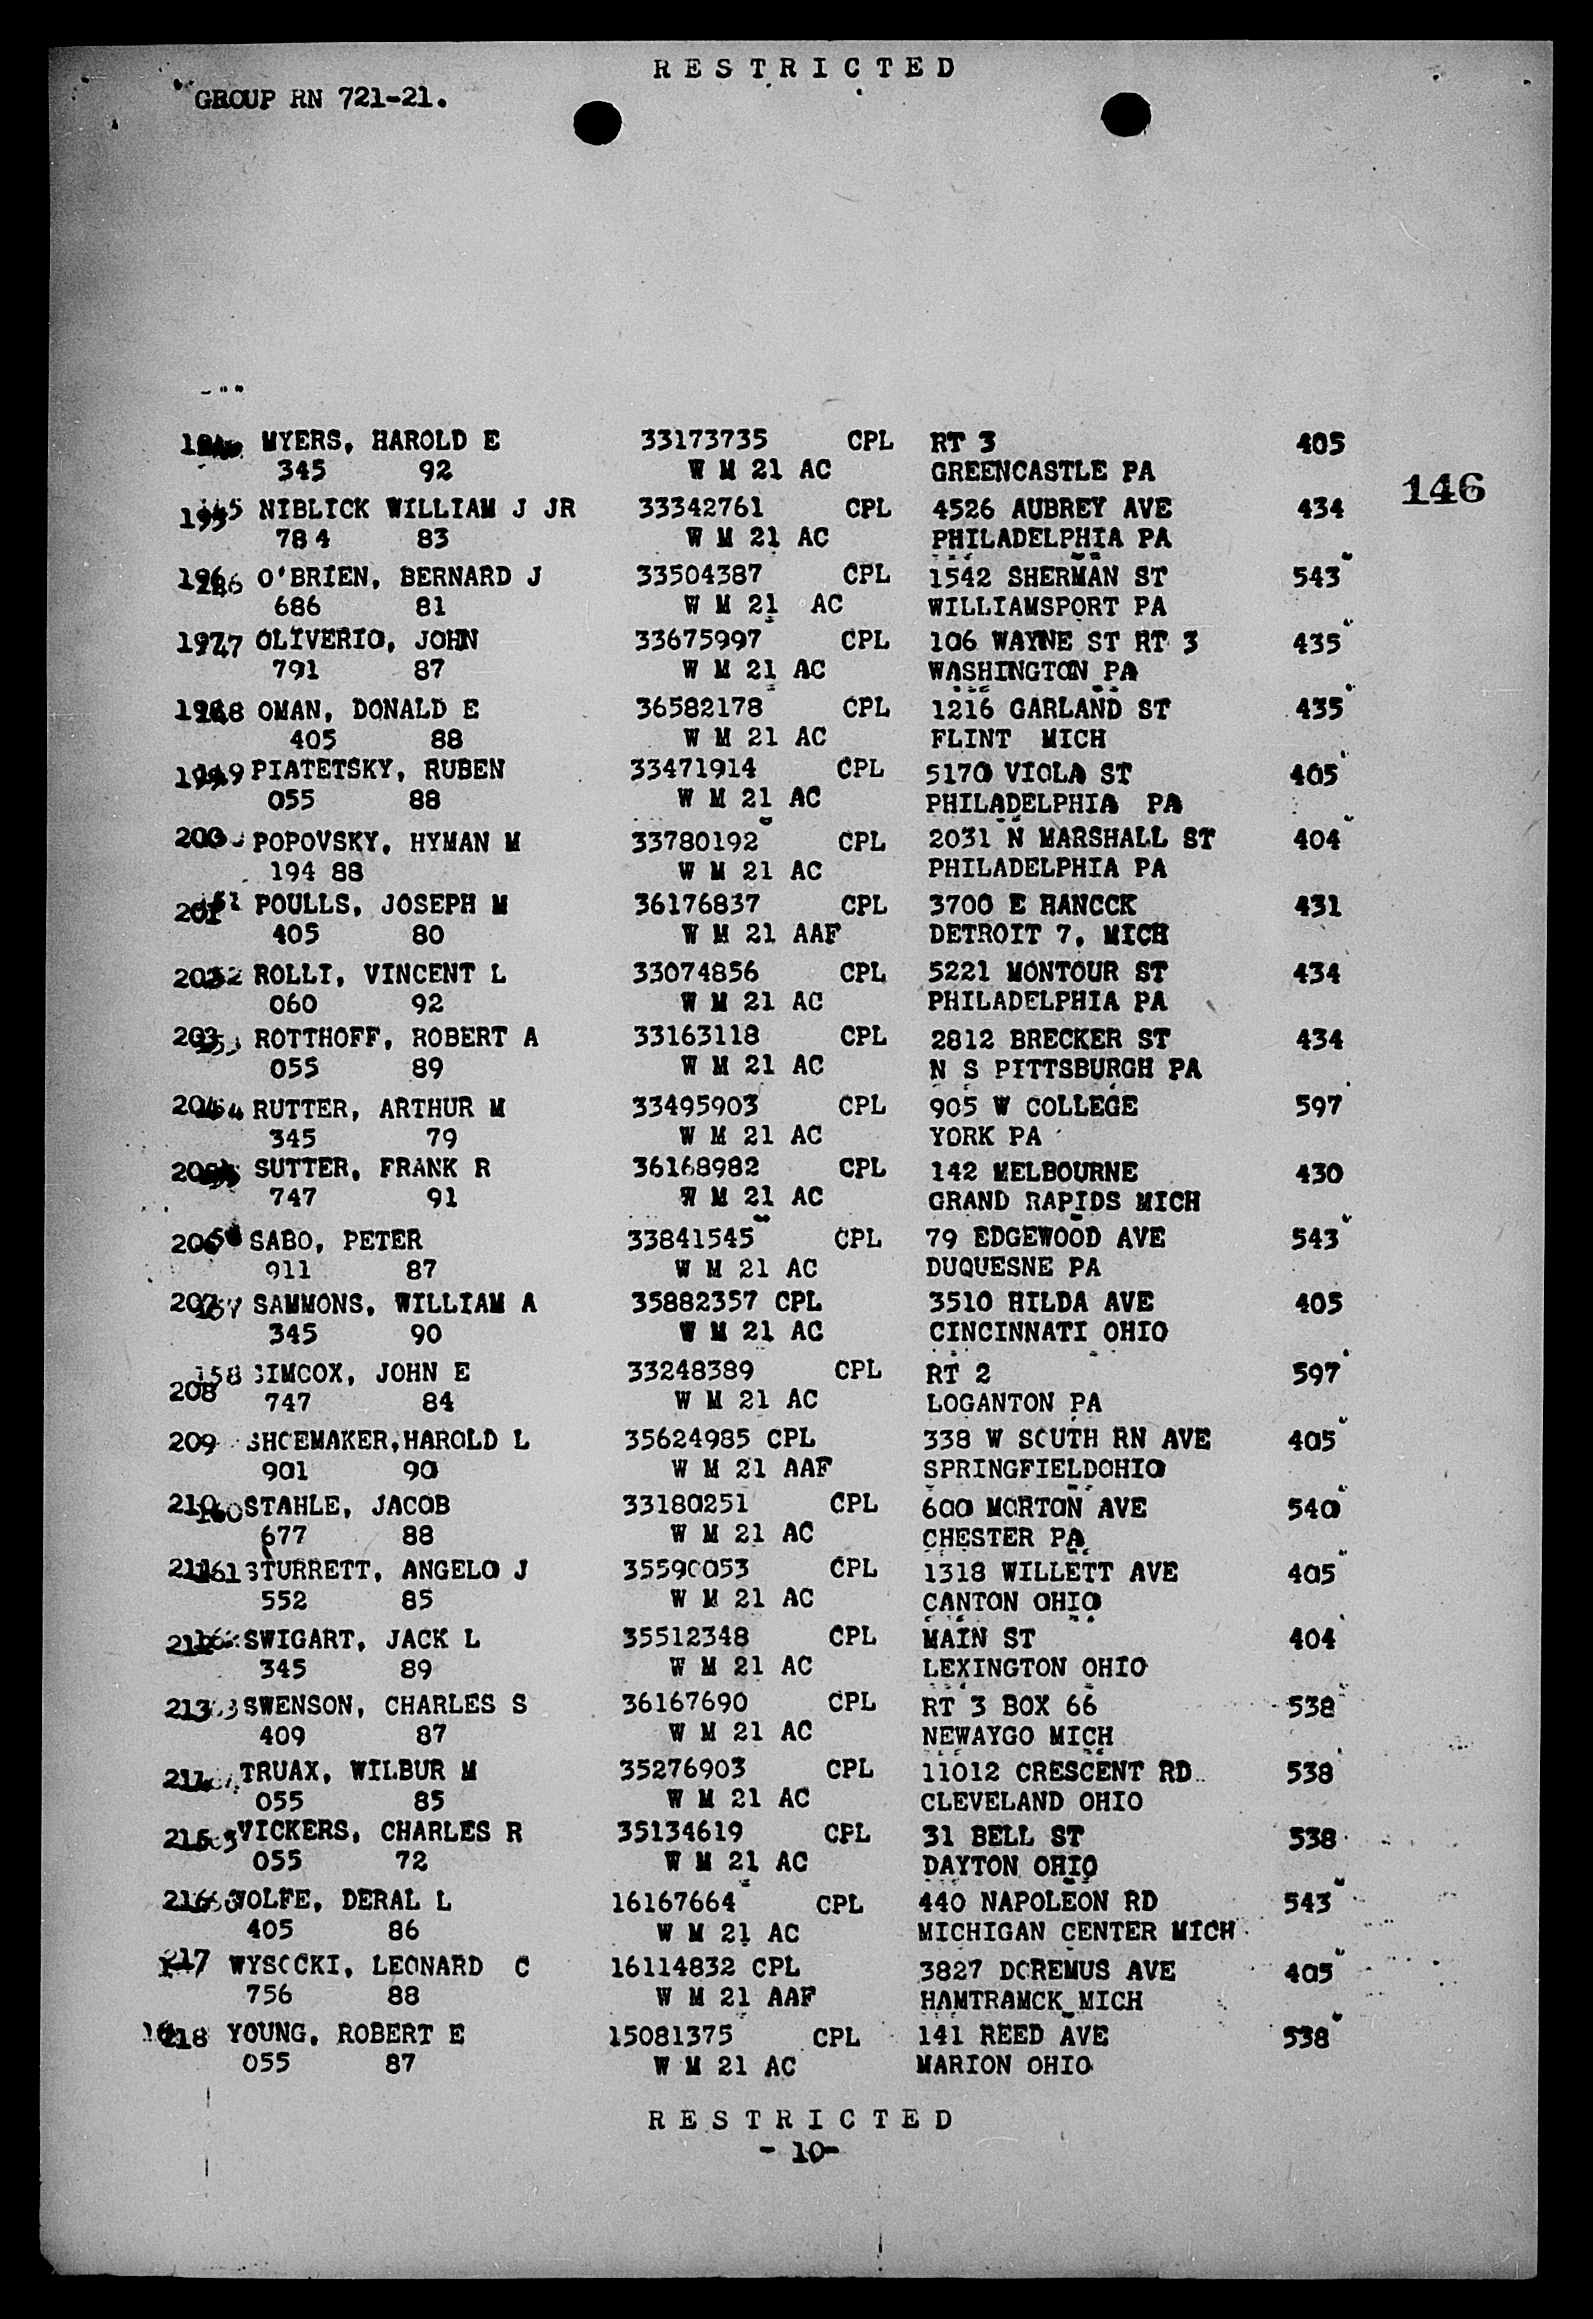 RESTRICTED
GROUP RN 721-21.
MYERS, HAROLD E 33173735 CPL RT 3 405
345 92 W M 21 AC GREENCASTLE PA
146
195 NIBLICK WILLIAM J JR 33342761 CPL 4526 AUBREY AVE 434
784 83 W M 21 AC PHILADELPHIA PA
196 O'BRIEN, BERNARD J 33504387 CPL 1542 SHERMAN ST 543
686 81 W M 21 AC WILLIAMSPORT PA
197 OLIVERIO, JOHN 33675997 CPL 106 WAYNE ST RT 3 435
791 87 W M 21 AC WASHINGTON PA
198 OMAN, DONALD E 36582178 CPL 1216 GARLAND ST 435
405 88 W M 21 AC FLINT MICH
199 PIATETSKY, RUBEN 33471914 CPL 5170 VIOLA ST 405
055 88 W M 21 AC PHILADELPHIA PA
200 POPOVSKY, HYMAN M 33780192 CPL 2031 N MARSHALL ST 404
194 88 W M 21 AC PHILADELPHIA PA
201 POULLS, JOSEPH M 36176837 CPL 3700 E HANCCK 431
405 80 W M 21 AAF DETROIT 7, MICH
202 ROLLI, VINCENT L 33074856 CPL 5221 MONTOUR ST 434
060 92 W M 21 AC PHILADELPHIA PA
203 ROTTHOFF, ROBERT A 33163118 CPL 2812 BRECKER ST 434
055 89 W M 21 AC N S PITTSBURGH PA
204 RUTTER, ARTHUR M 33495903 CPL 905 W COLLEGE 597
345 79 W M 21 AC YORK PA
SUTTER, FRANK R 36168982 CPL 142 MELBOURNE 430
747 91 W M 21 AC GRAND RAPIDS MICH
206 SABO, PETER 33841545 CPL 79 EDGEWOOD AVE 543
911 87 W M 21 AC DUQUESNE PA
207 SAMMONS, WILLIAM A 35882357 CPL 3510 HILDA AVE 405
345 90 W M 21 AC CINCINNATI OHIO
158 208 SIMCOX, JOHN E 33248389 CPL RT 2 597
747 84 W M 21 AC LOGANTON PA
209 SHCEMAKER,HAROLD L 35624985 CPL 338 W SCUTH RN AVE 405
901 90 W M 21 AAF SPRINGFIELDOHIO
210 STAHLE, JACOB 33180251 CPL 600 MORTON AVE 540
677 88 W M 21 AC CHESTER PA
211 161 STURRETT, ANGELO J 35590053 CPL 1318 WILLETT AVE 405
552 85 W M 21 AC CANTON OHIO
212 SWIGART, JACK L 35512348 CPL MAIN ST 404
345 89 W M 21 AC LEXINGTON OHIO
213 SWENSON, CHARLES S 36167690 CPL RT 3 BOX 66 538
409 87 W M 21 AC NEWAYGO MICH
TRUAX, WILBUR M 35276903 CPL 11012 CRESCENT RD 538
055 85 W M 21 AC CLEVELAND OHIO
215 VICKERS, CHARLES R 35134619 CPL 31 BELL ST 538
055 72 W M 21 AC DAYTON OHIO
216 WOLFE, DERAL L 16167664 CPL 440 NAPOLEON RD 543
405 86 W M 21 AC MICHIGAN CENTER MICH
217 WYSCCKI, LEONARD C 16114832 CPL 3827 DOREMUS AVE 405
756 88 W M 21 AAF HAMTRAMCK MICH
218 YOUNG, ROBERT E 15081375 CPL 141 REED AVE 538
055 87 W M 21 AC MARION OHIO
RESTRICTED
- 10-